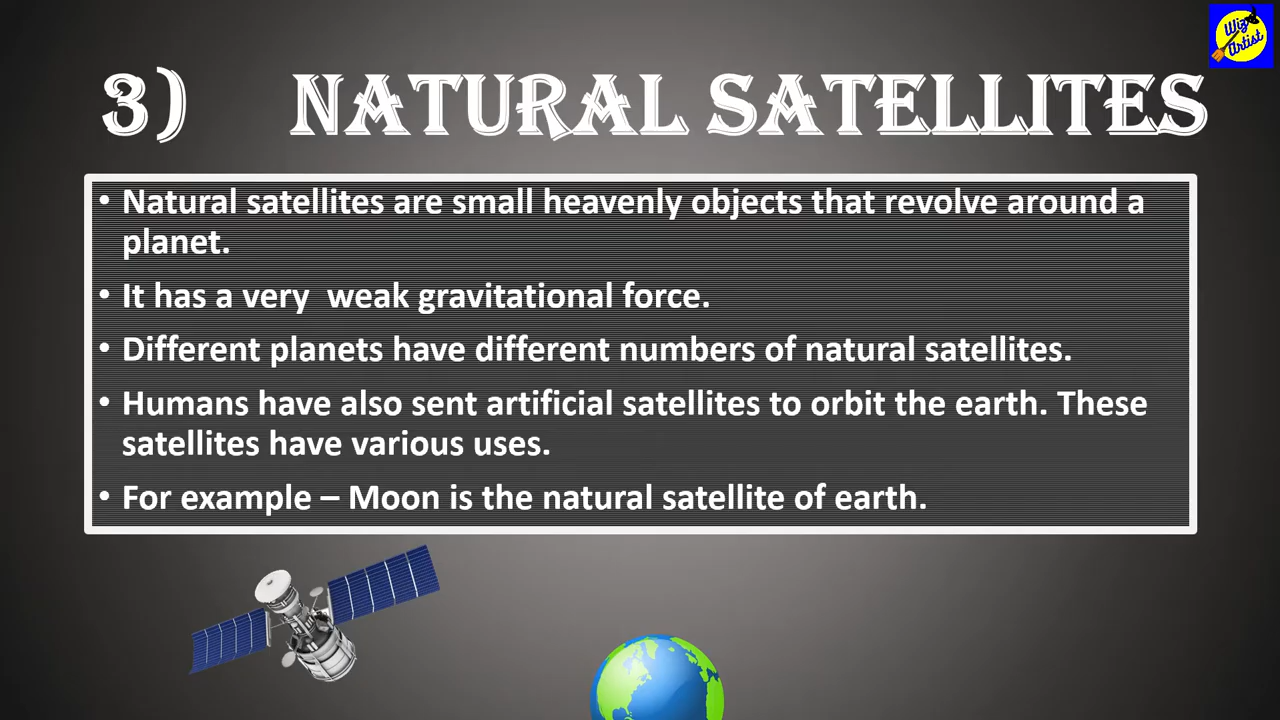 Wiz
Artist
3) NATURAL SATELLITES
• Natural satellites are small heavenly objects that revolve around a
planet.
• It has a very  weak gravitational force.
• Different planets have different numbers of natural satellites.
• Humans have also sent artificial satellites to orbit the earth. These
satellites have various uses.
• For example – Moon is the natural satellite of earth.